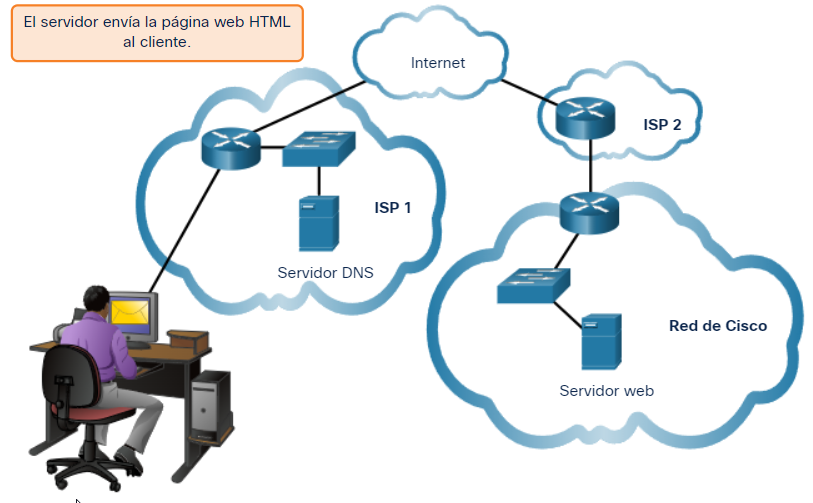 El servidor envía la página web HTML
al cliente.
Internet
ISP 2
ISP 1
Servidor DNS
Red de Cisco
Servidor web